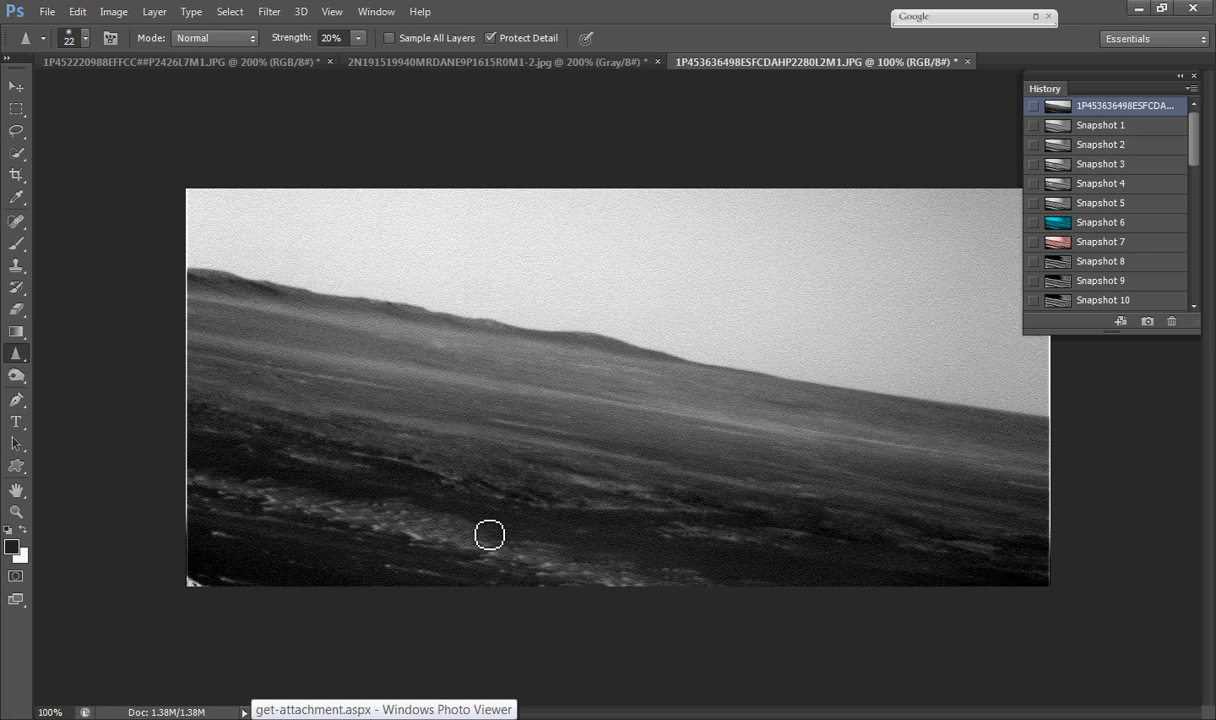 Ps File Edit Image Layer Type Select Filter 3D View Window Help
Google
22 Mode: Normal Strength: 20% Sample All Layers Protect Detail Essentials
1P452220988EFFCC##P2426L7M1.JPG @ 200% (RGB/8#) * 2N191519940MRDANE9P1615R0M1-2.jpg @ 200% (Gray/8#) * 1P453636498ESFCDAHP2280L2M1.JPG @ 100% (RGB/8#) *
History
1P453636498ESFCDA...
Snapshot 1
Snapshot 2
Snapshot 3
Snapshot 4
Snapshot 5
Snapshot 6
Snapshot 7
Snapshot 8
Snapshot 9
Snapshot 10
100% Doc: 1.38M/1.38M
get-attachment.aspx - Windows Photo Viewer